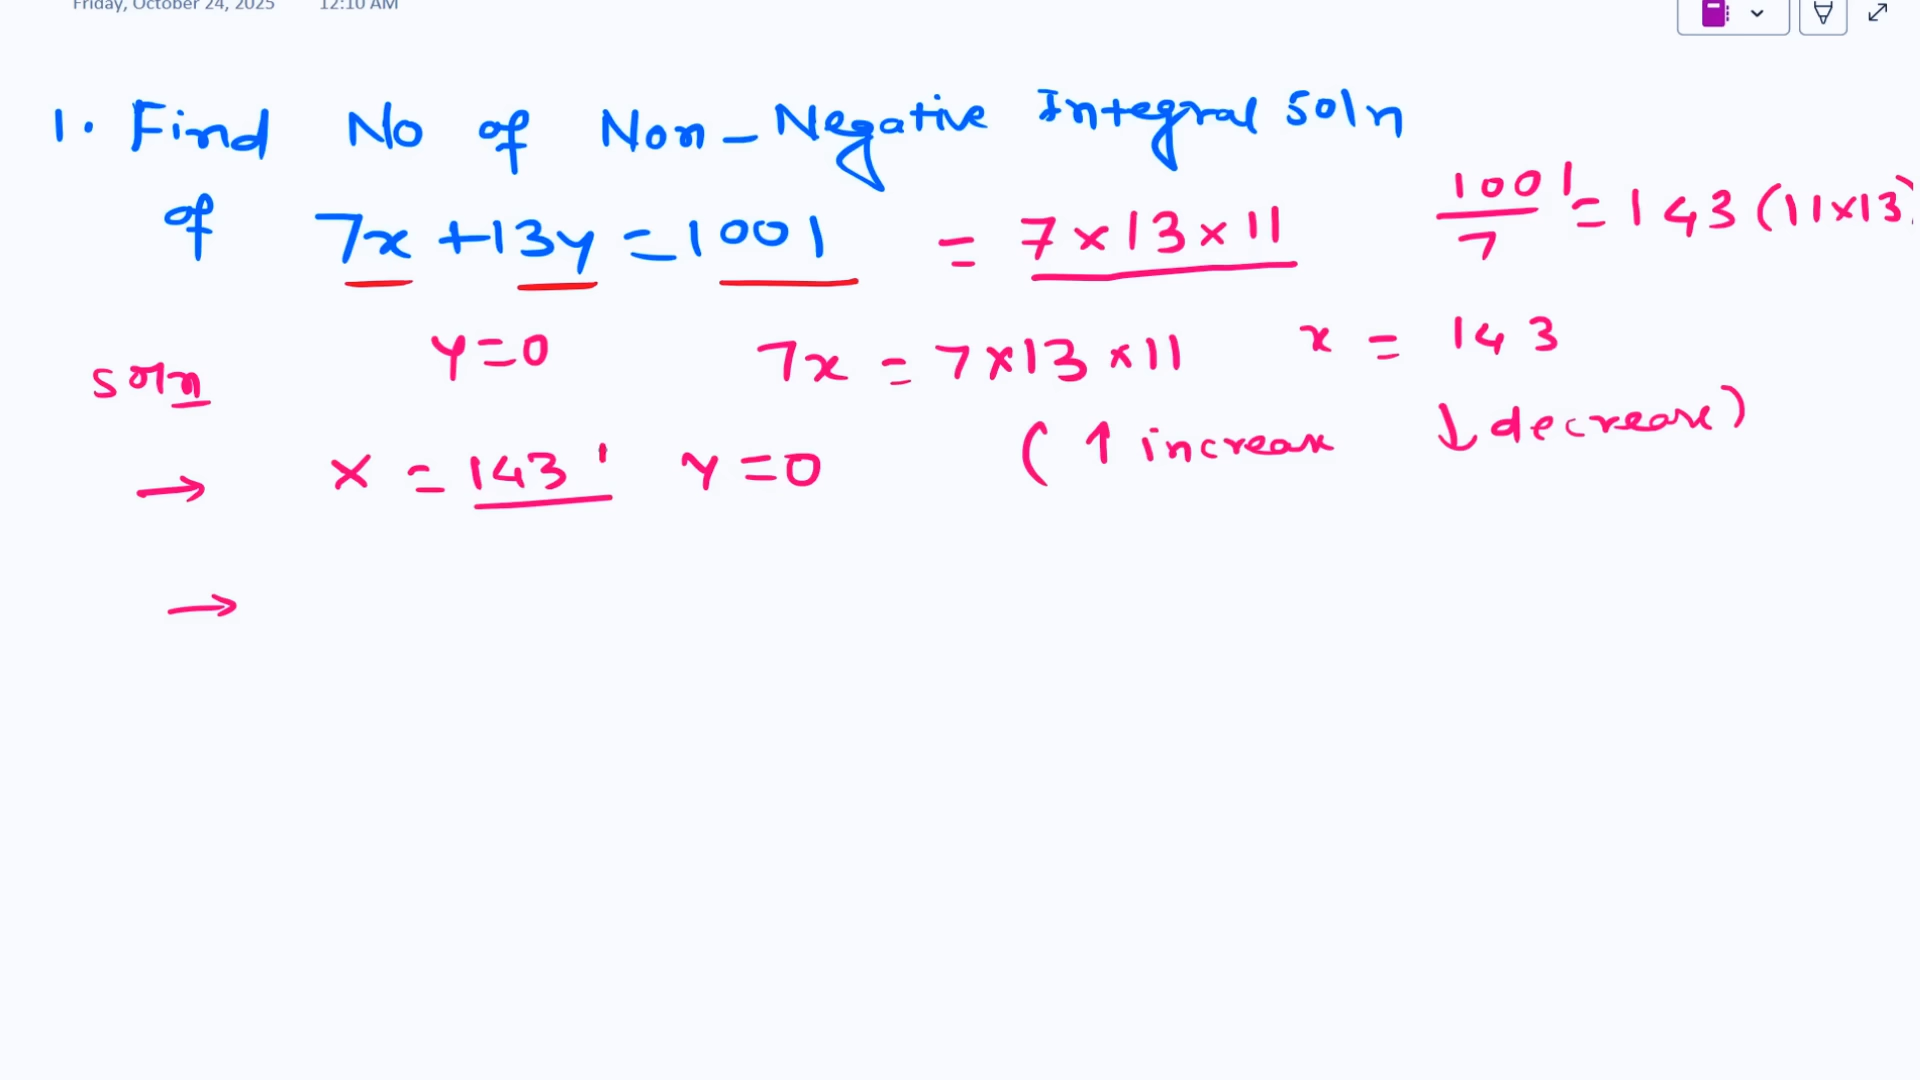 Friday, October 24, 2025 12:10 AM
1. Find No of Non-Negative Integral Soln
of 7x + 13y = 1001 = 7 × 13 × 11 1001/7 = 143 (11×13)
Soln y = 0 7x = 7 × 13 × 11 x = 143
→ x = 143 ' y = 0 ( ↑ increase ↓ decrease )
→